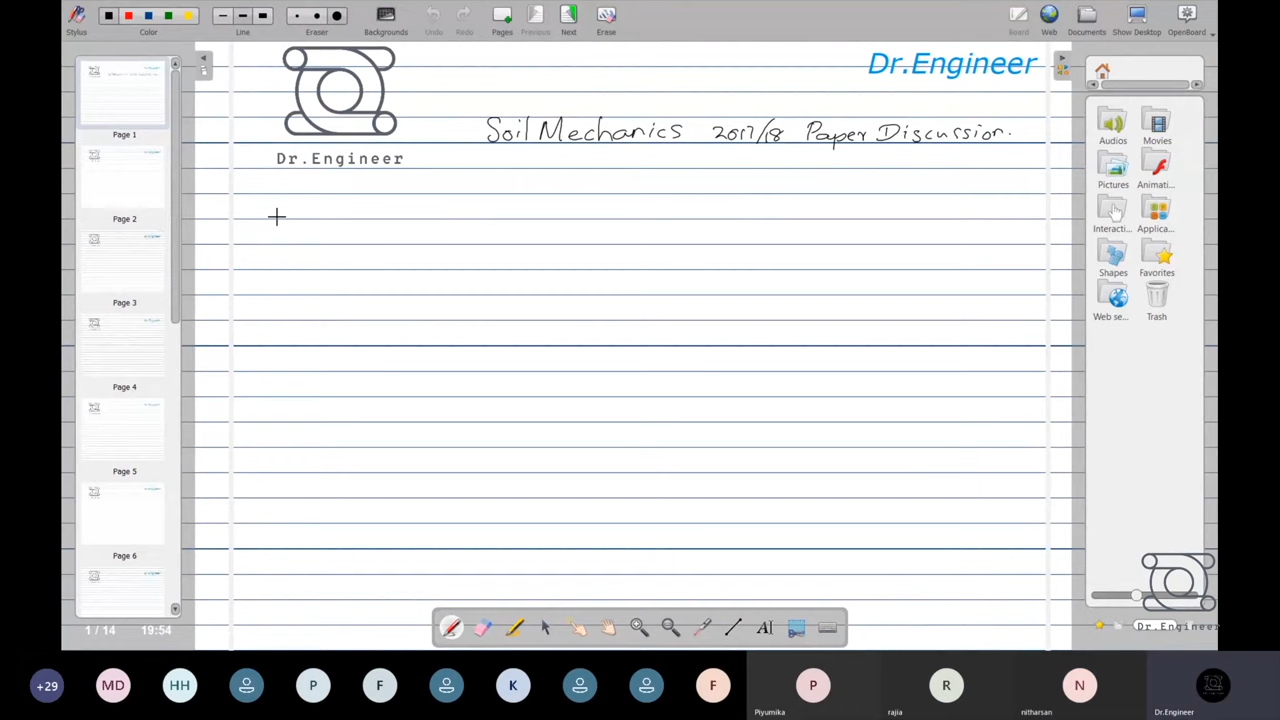 Stylus
Color
Line
Eraser
Backgrounds
Undo
Redo
Pages
Previous
Next
Erase
Board
Web
Documents
Show Desktop
OpenBoard
Dr.Engineer
Soil Mechanics 2017/18 Paper Discussion.
Dr.Engineer
Page 1
Page 2
Page 3
Page 4
Page 5
Page 6
1 / 14 19:54
Audios
Movies
Pictures
Animati...
Interacti...
Applica...
Shapes
Favorites
Web se...
Trash
Dr.Engineer
+29
MD
HH
P
F
K
F
P
R
N
Piyumika
rajia
nitharsan
Dr.Engineer